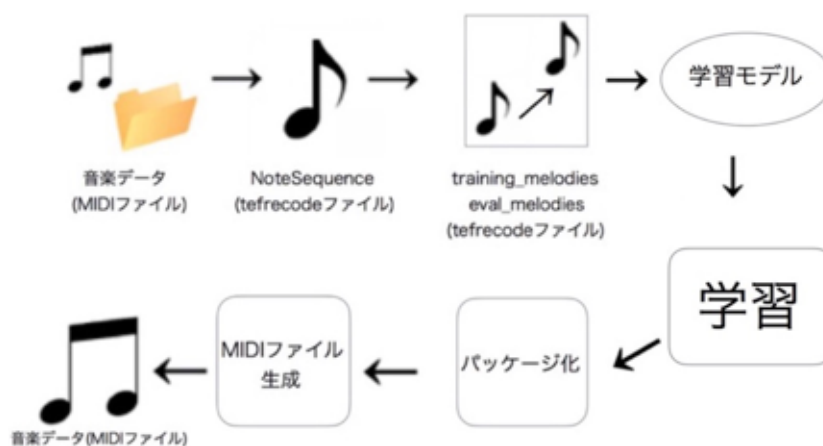 音楽データ
(MIDIファイル)
NoteSequence
(tefrecodeファイル)
training_melodies
eval_melodies
(tefrecodeファイル)
学習モデル
学習
パッケージ化
MIDIファイル
生成
音楽データ(MIDIファイル)